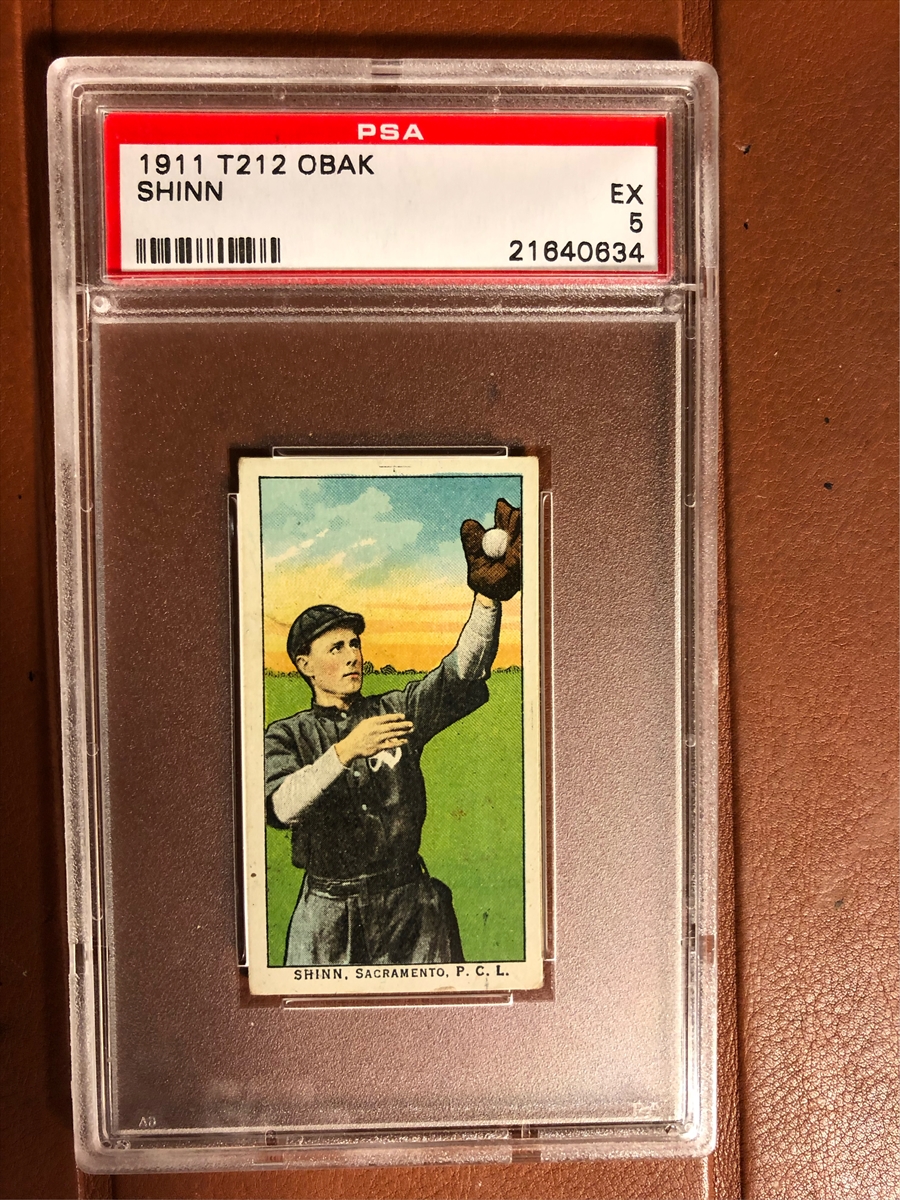 PSA
1911 T212 OBAK
SHINN
EX
5
21640634
SHINN, SACRAMENTO, P. C. L.